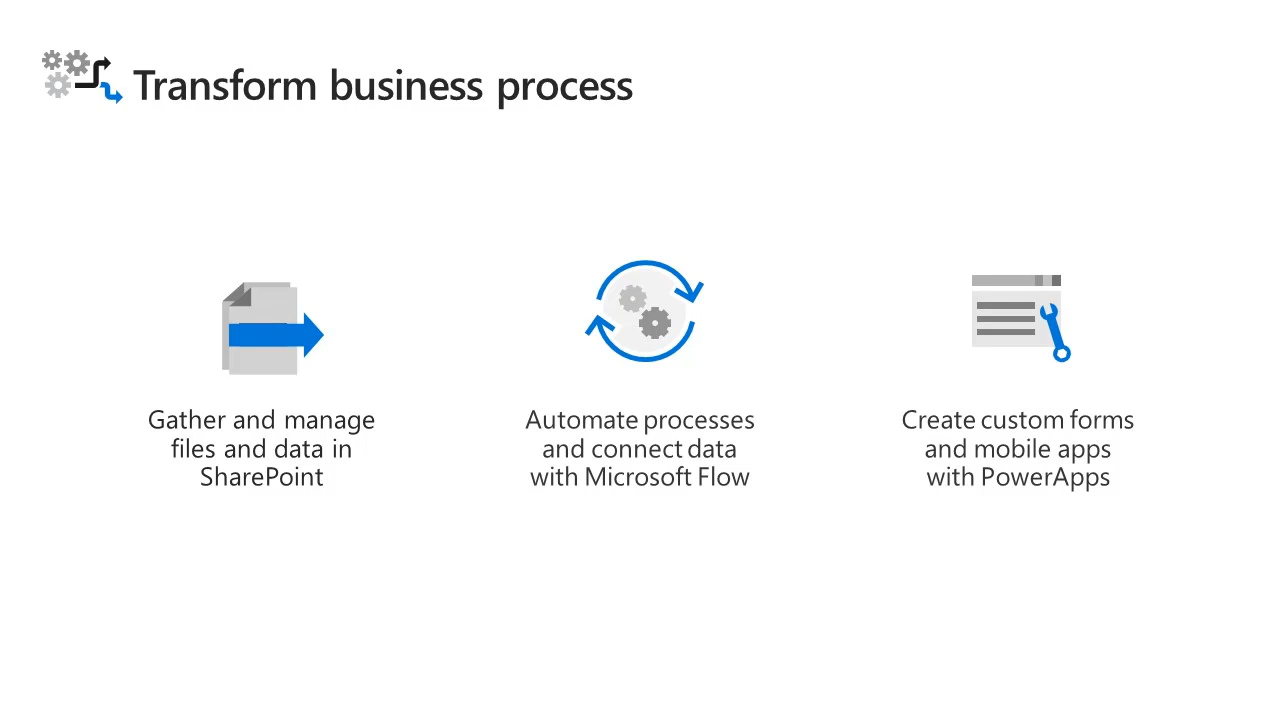 Transform business process
Gather and manage
files and data in
SharePoint
Automate processes
and connect data
with Microsoft Flow
Create custom forms
and mobile apps
with PowerApps